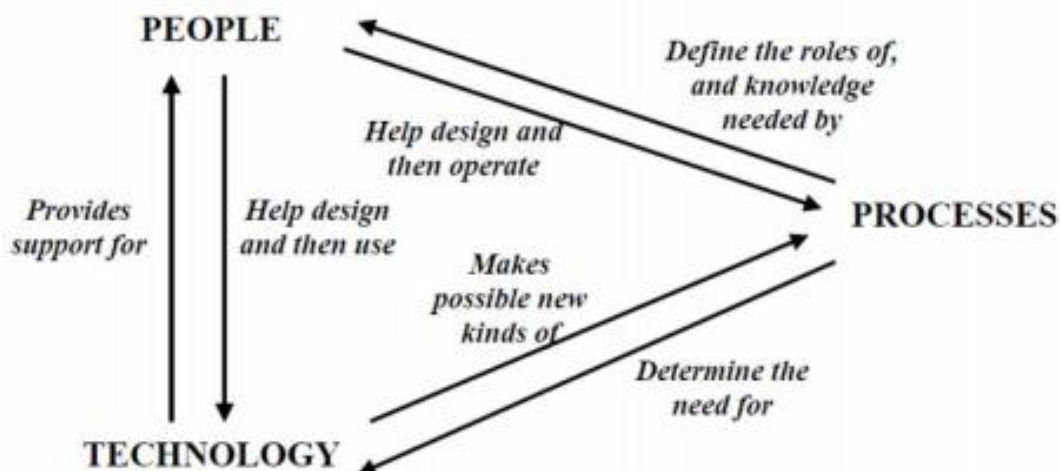 PEOPLE
Define the roles of,
and knowledge
needed by
Help design and
then operate
Provides
support for
Help design
and then use
PROCESSES
Makes
possible new
kinds of
Determine the
need for
TECHNOLOGY